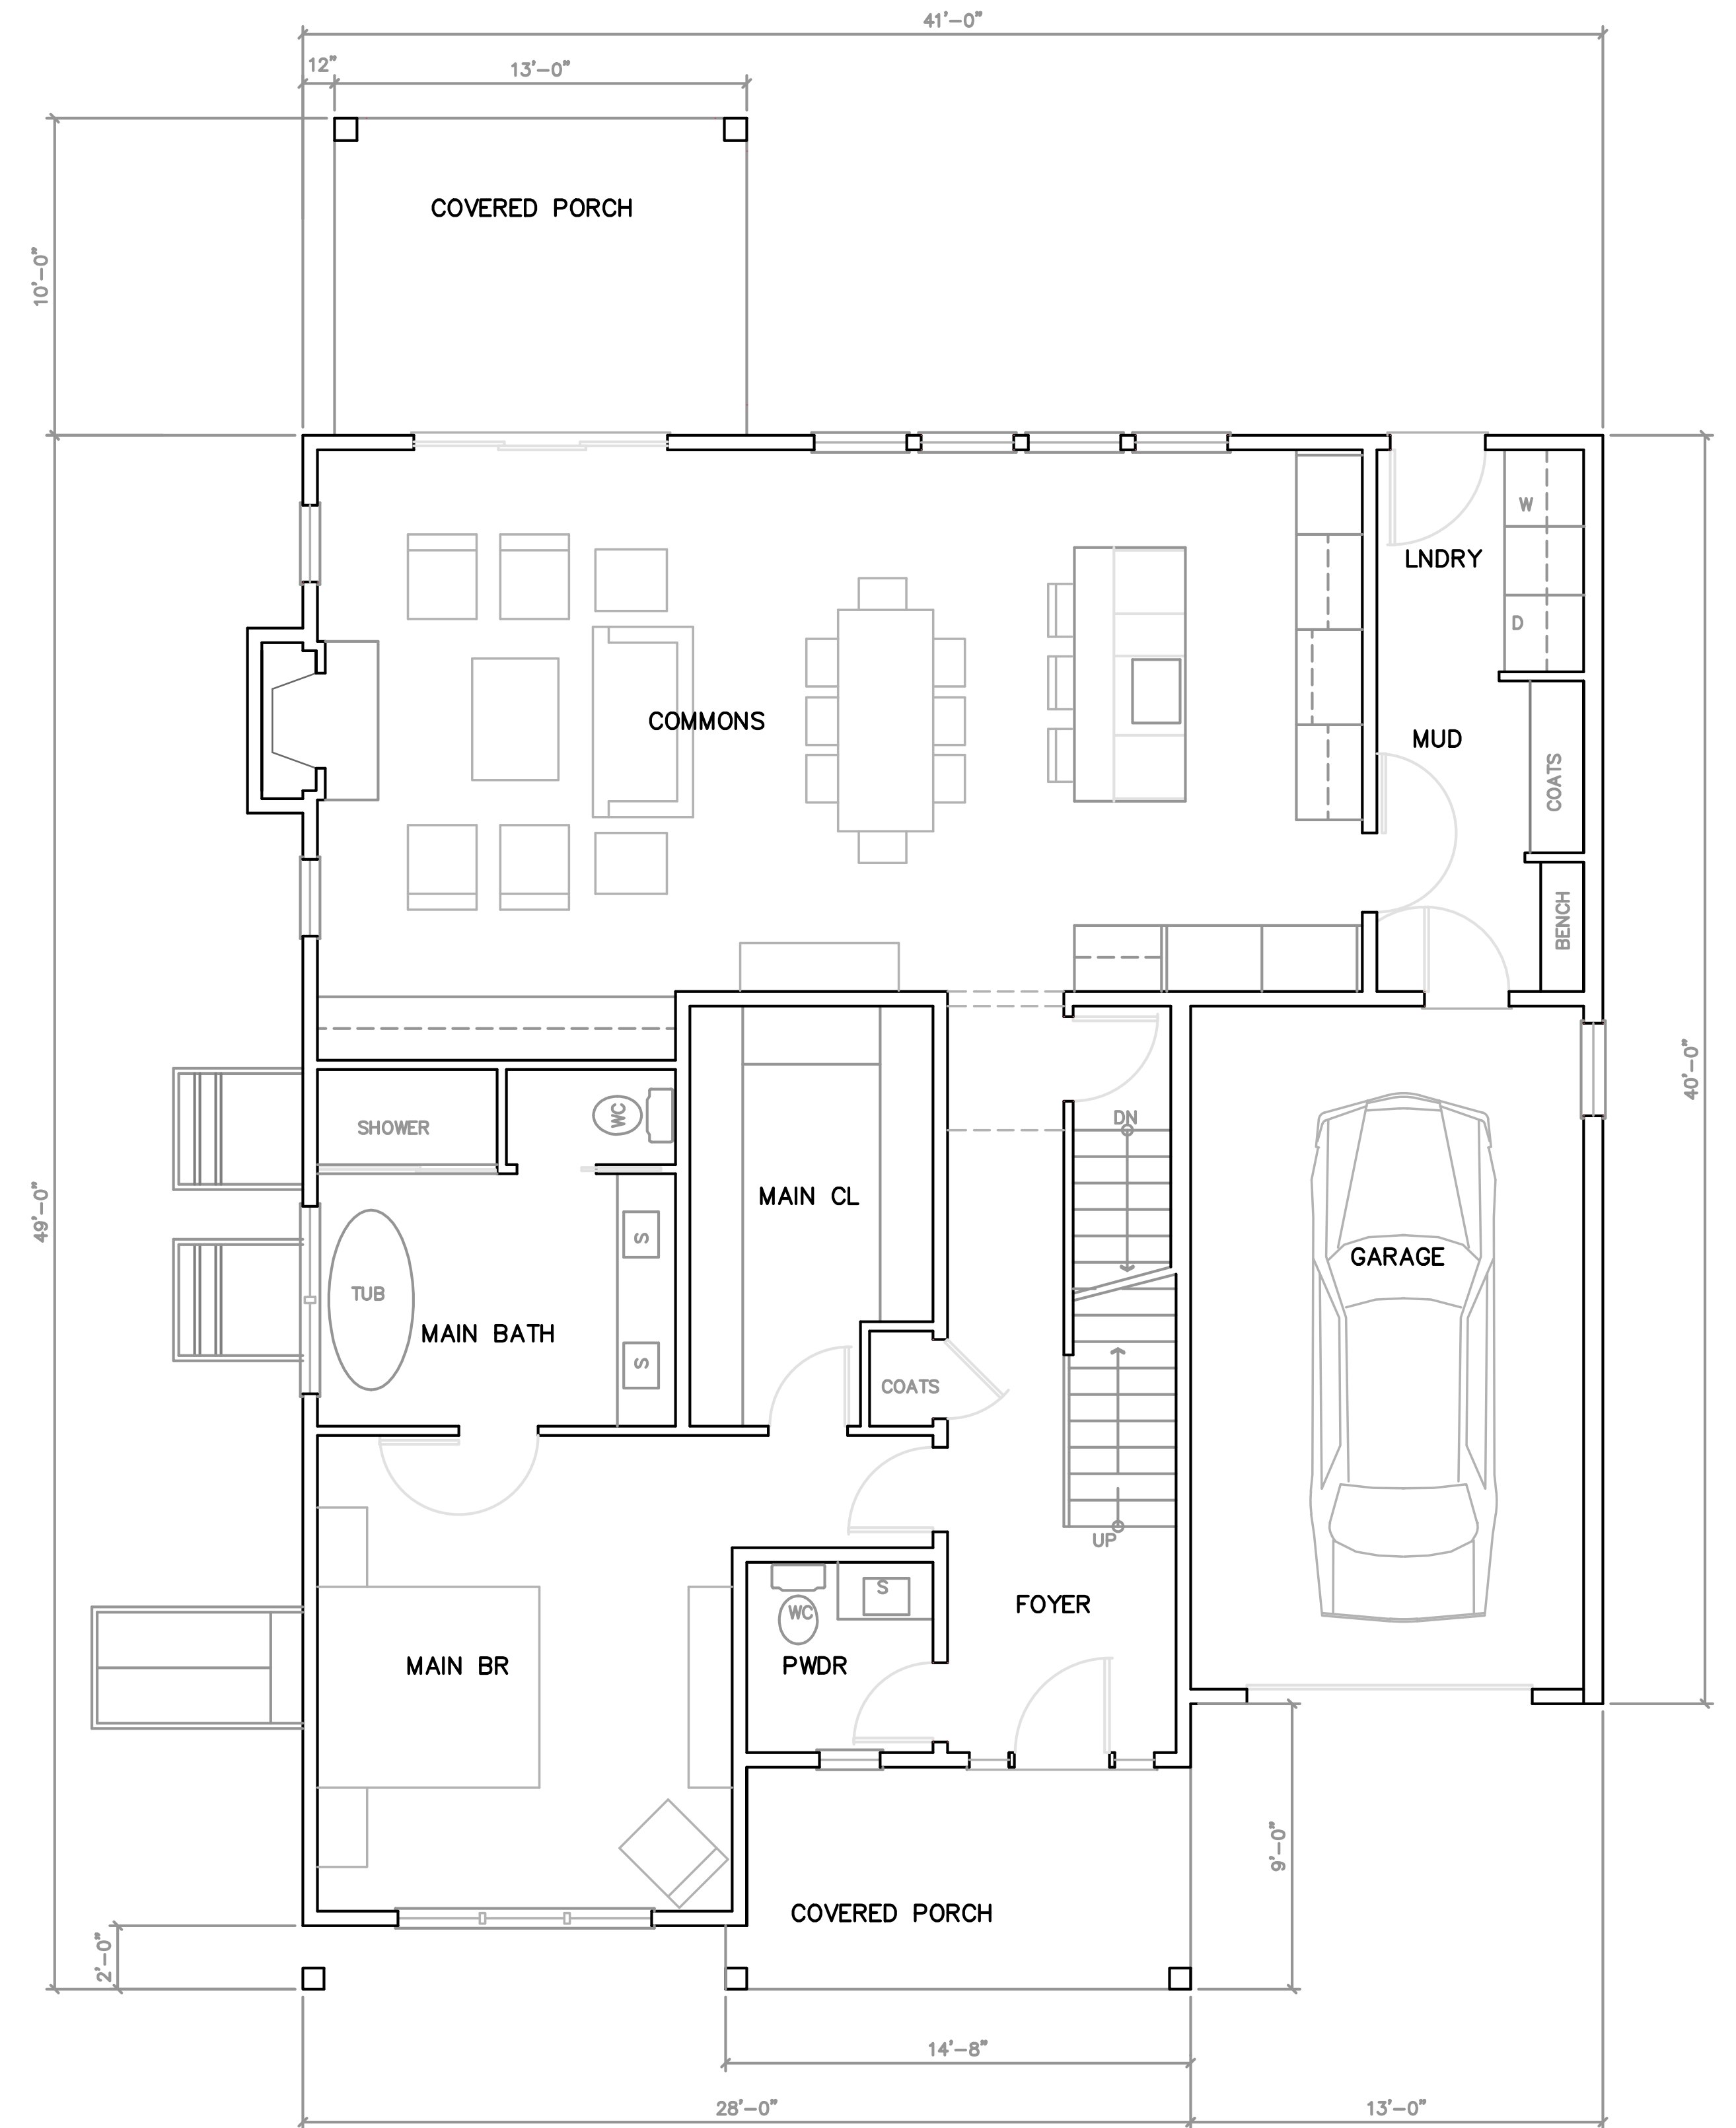 41'-0"
12"
13'-0"
COVERED PORCH
10'-0"
W
LNDRY
D
COMMONS
MUD
COATS
BENCH
40'-0"
DN
SHOWER
WC
MAIN CL
49'-0"
S
GARAGE
TUB
MAIN BATH
S
COATS
UP
S
WC
FOYER
MAIN BR
PWDR
9'-0"
COVERED PORCH
2'-0"
14'-8"
28'-0"
13'-0"